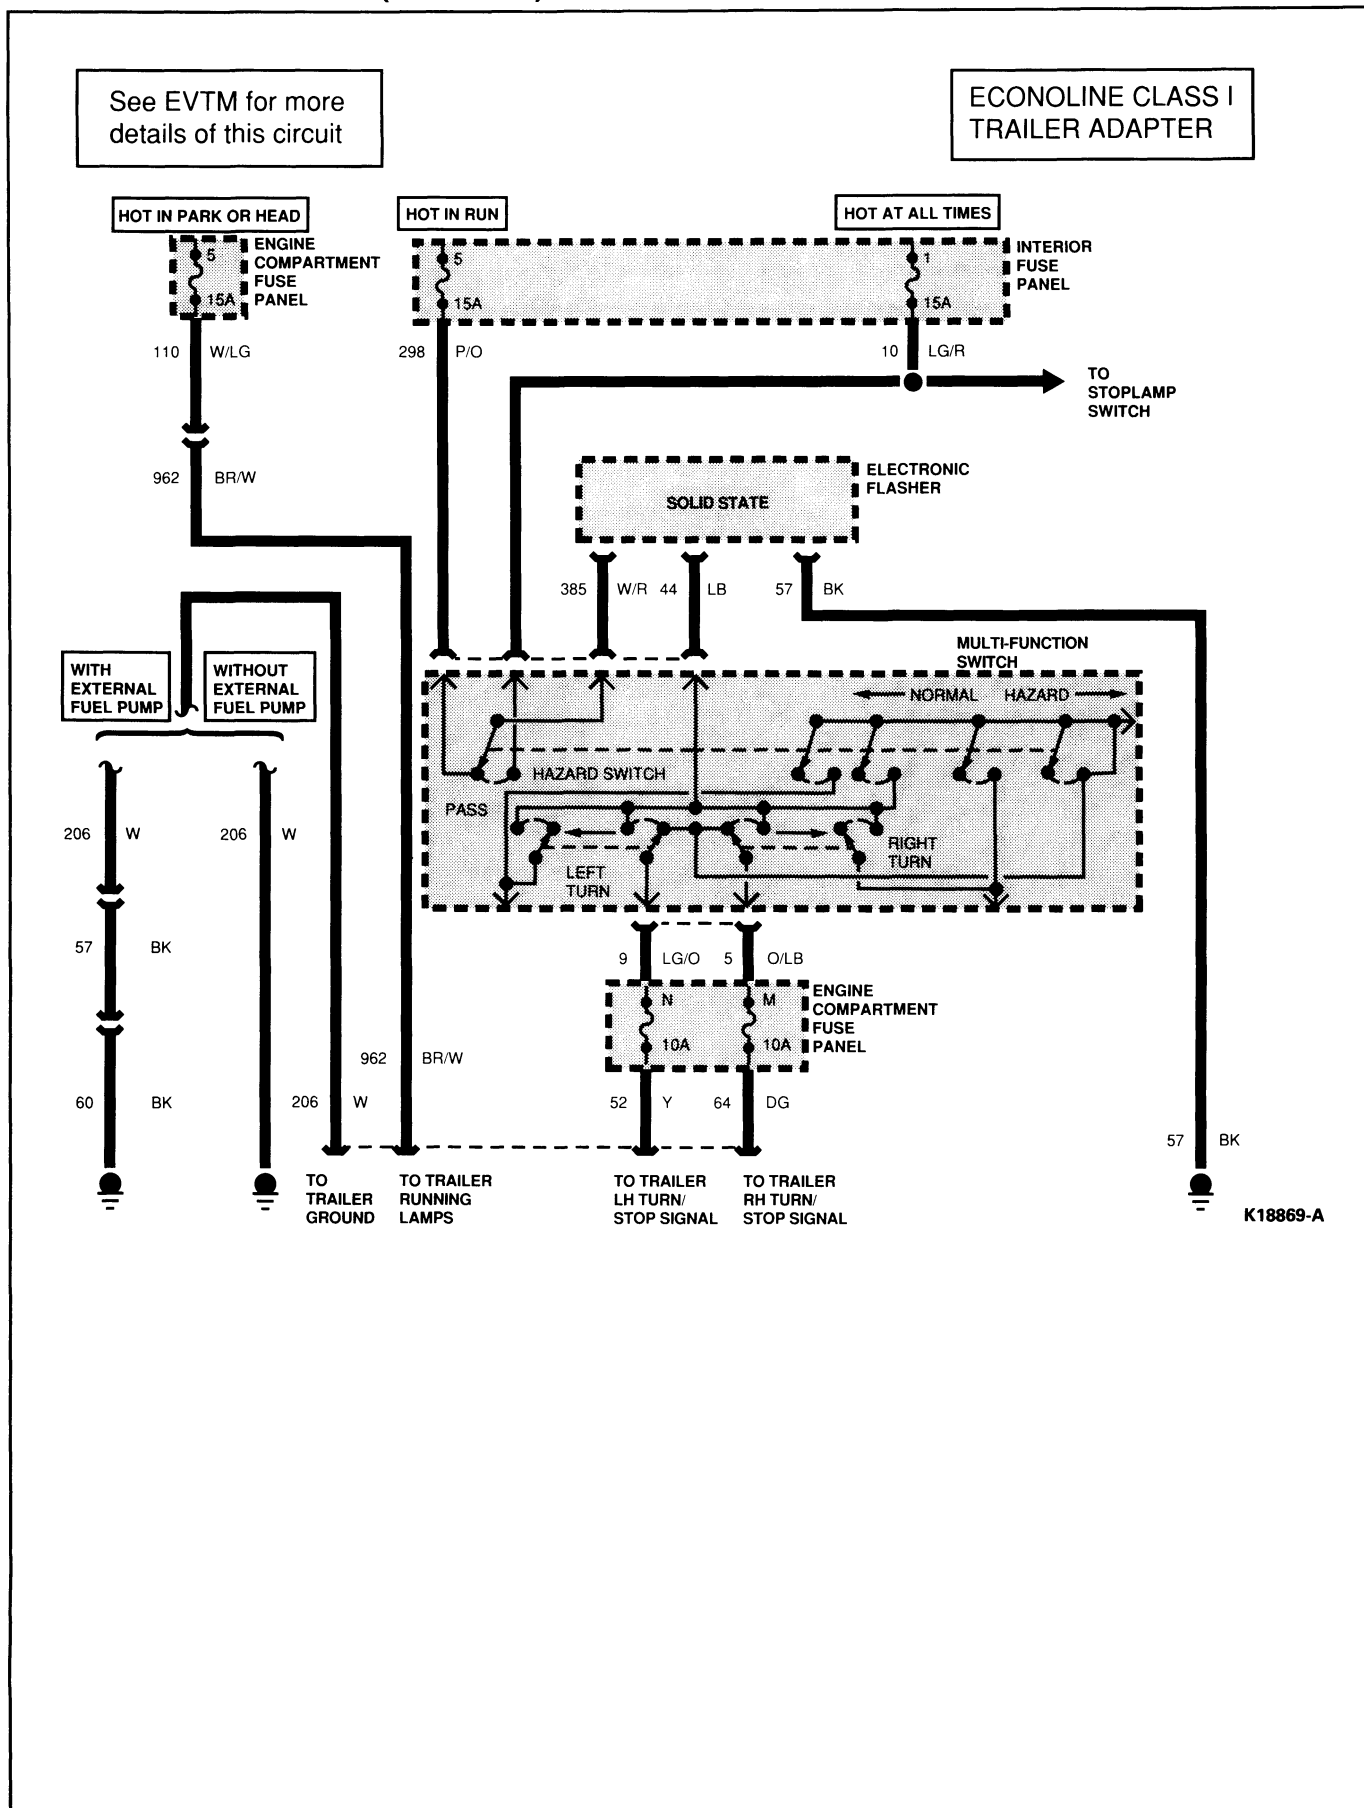 See EVTM for more
details of this circuit
ECONOLINE CLASS I
TRAILER ADAPTER
HOT IN PARK OR HEAD
HOT IN RUN
HOT AT ALL TIMES
5
15A
ENGINE
COMPARTMENT
FUSE
PANEL
5
15A
1
15A
INTERIOR
FUSE
PANEL
110 W/LG
298 P/O
10 LG/R
TO
STOPLAMP
SWITCH
962 BR/W
SOLID STATE
ELECTRONIC
FLASHER
385 W/R 44 LB 57 BK
WITH
EXTERNAL
FUEL PUMP
WITHOUT
EXTERNAL
FUEL PUMP
MULTI-FUNCTION
SWITCH
NORMAL HAZARD
HAZARD SWITCH
PASS
LEFT
TURN
RIGHT
TURN
206 W 206 W
57 BK
9 LG/O 5 O/LB
N
10A
M
10A
ENGINE
COMPARTMENT
FUSE
PANEL
962 BR/W
60 BK
206 W
52 Y 64 DG
57 BK
TO
TRAILER
GROUND
TO TRAILER
RUNNING
LAMPS
TO TRAILER
LH TURN/
STOP SIGNAL
TO TRAILER
RH TURN/
STOP SIGNAL
K18869-A